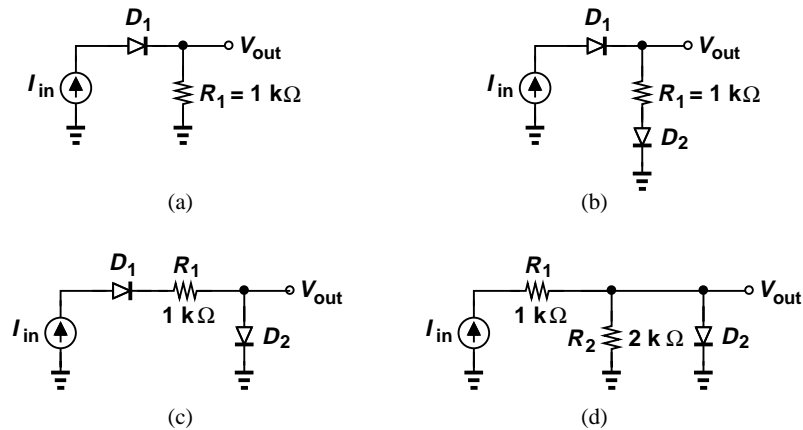 D1
Vout
Iin
R1 = 1 kΩ
(a)
D1
Vout
Iin
R1 = 1 kΩ
D2
(b)
D1
R1
Vout
Iin
1 kΩ
D2
(c)
R1
Vout
Iin
1 kΩ
R2
2 kΩ
D2
(d)